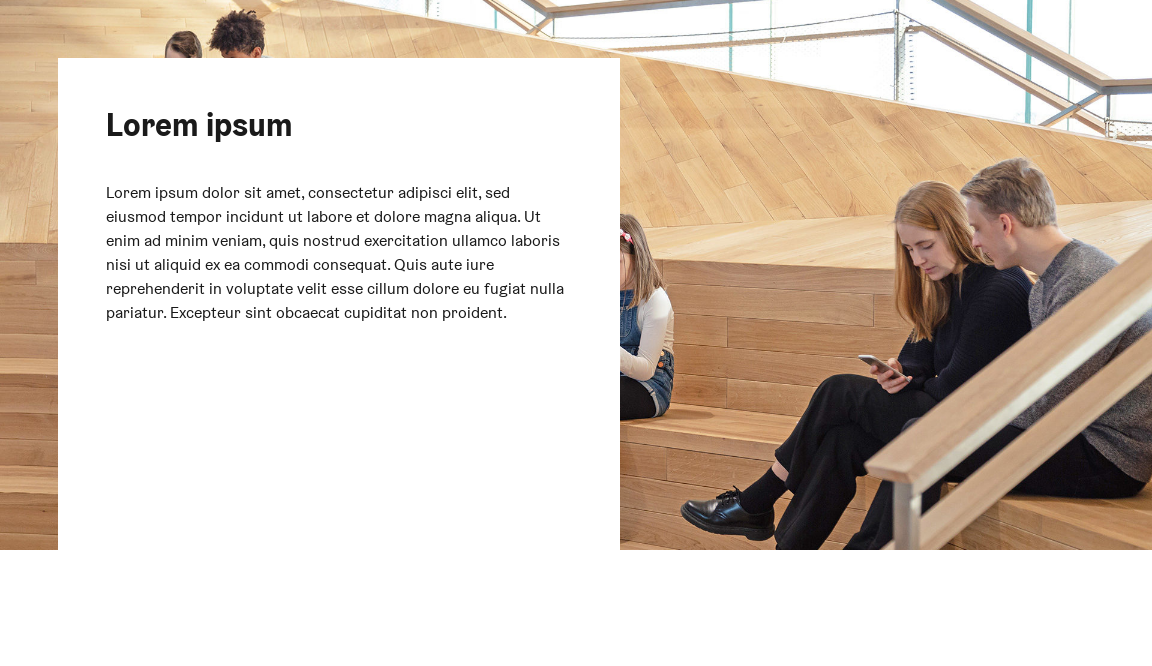 Lorem ipsum
Lorem ipsum dolor sit amet, consectetur adipisci elit, sed
eiusmod tempor incidunt ut labore et dolore magna aliqua. Ut
enim ad minim veniam, quis nostrud exercitation ullamco laboris
nisi ut aliquid ex ea commodi consequat. Quis aute iure
reprehenderit in voluptate velit esse cillum dolore eu fugiat nulla
pariatur. Excepteur sint obcaecat cupiditat non proident.